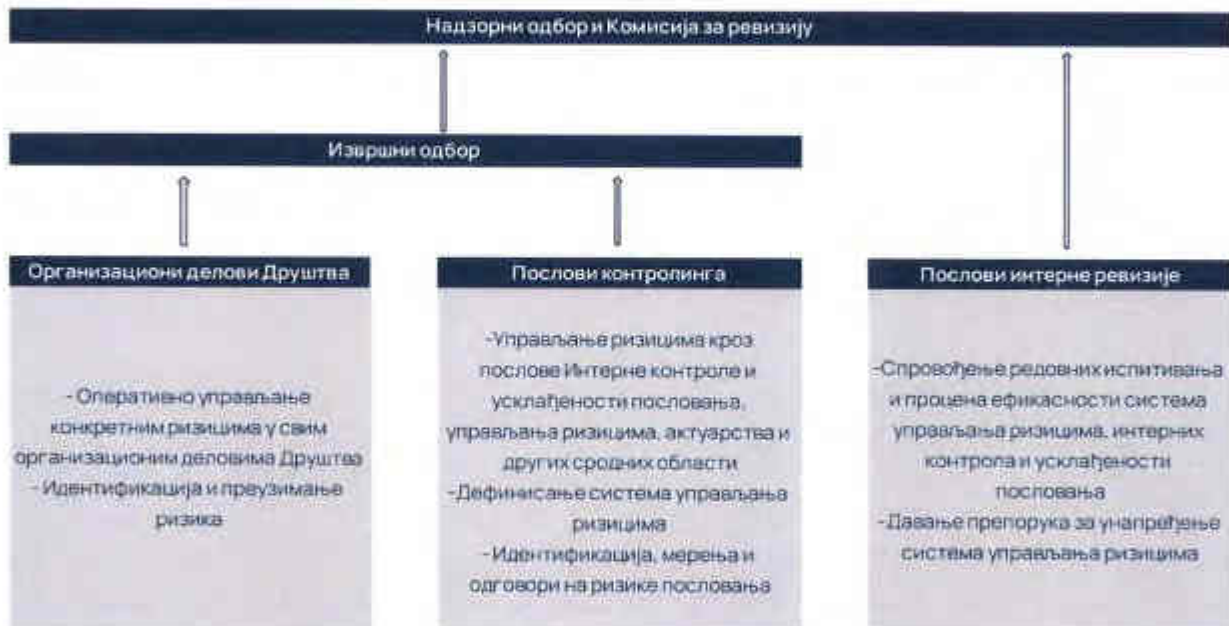 Надзорни одбор и Комисија за ревизију
Извршни одбор
Организациони делови Друштва
- Оперативно управљање
конкретним ризицима у свим
организационим деловима Друштва
- Идентификација и преузимање
ризика
Послови контролинга
-Управљање ризицима кроз
послове Интерне контроле и
усклађености пословања,
управљања ризицима, актуарства и
других сродних области
-Дефинисање система управљања
ризицима
-Идентификација, мерења и
одговори на ризике пословања
Послови интерне ревизије
-Спровођење редовних испитивања
и процена ефикасности система
управљања ризицима, интерних
контрола и усклађености
пословања
-Давање препорука за унапређење
система управљања ризицима